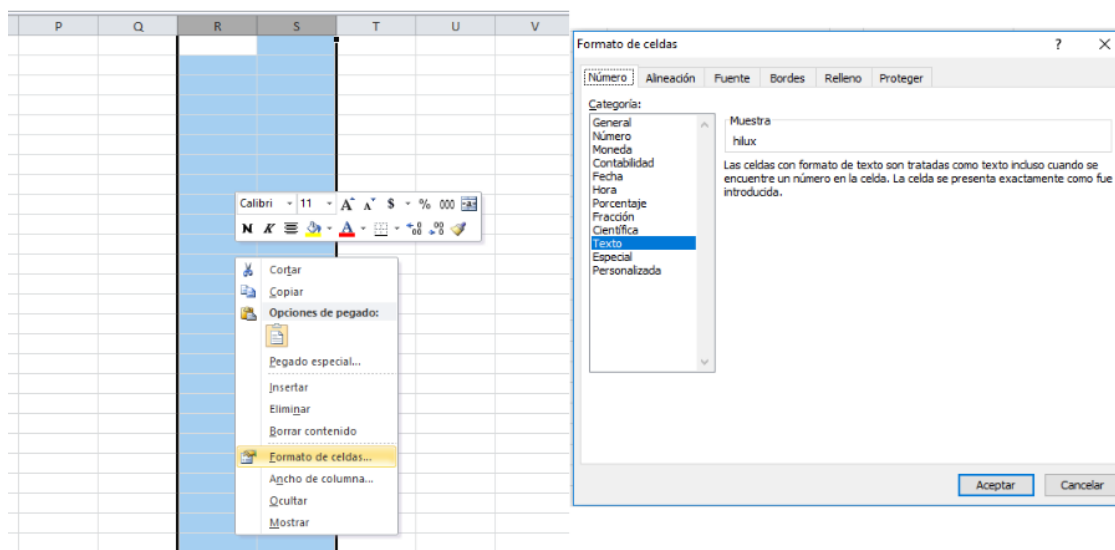 P Q R S T U V
Calibri 11 A A $ % 000
N K A
Cortar
Copiar
Opciones de pegado:
Pegado especial...
Insertar
Eliminar
Borrar contenido
Formato de celdas...
Ancho de columna...
Ocultar
Mostrar
Formato de celdas ? X
Número Alineación Fuente Bordes Relleno Proteger
Categoría:
General
Número
Moneda
Contabilidad
Fecha
Hora
Porcentaje
Fracción
Científica
Texto
Especial
Personalizada
Muestra
hilux
Las celdas con formato de texto son tratadas como texto incluso cuando se
encuentre un número en la celda. La celda se presenta exactamente como fue
introducida.
Aceptar Cancelar